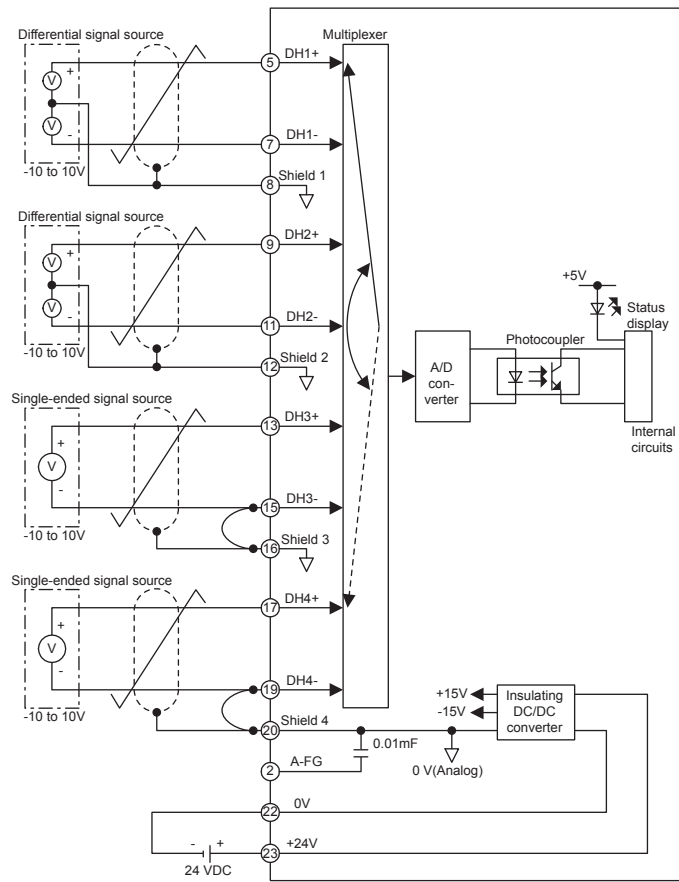 Differential signal source
Multiplexer
V
+
5
DH1+
V
-
7
DH1-
-10 to 10V
8
Shield 1
Differential signal source
V
+
9
DH2+
V
-
11
DH2-
-10 to 10V
12
Shield 2
+5V
Status
display
Photocoupler
A/D
con-
verter
Internal
circuits
Single-ended signal source
13
DH3+
+
V
-
15
DH3-
-10 to 10V
16
Shield 3
Single-ended signal source
17
DH4+
+
V
-
19
DH4-
-10 to 10V
20
Shield 4
+15V
-15V
Insulating
DC/DC
converter
0.01mF
0 V(Analog)
2
A-FG
22
0V
23
+24V
- +
24 VDC